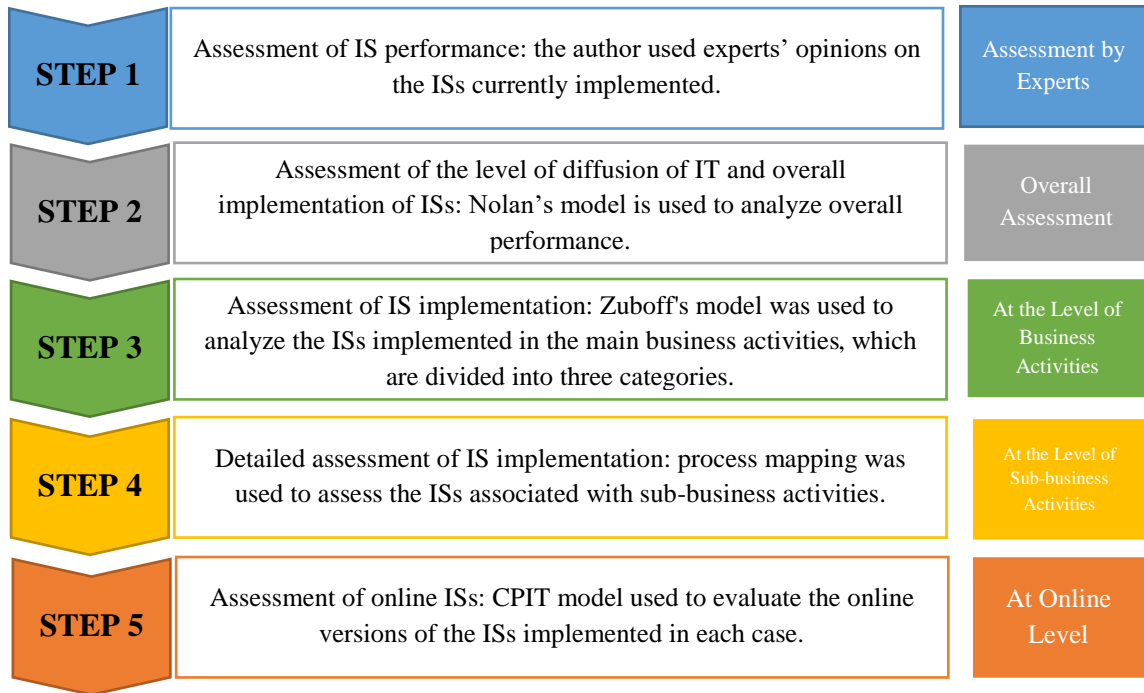 STEP 1
Assessment of IS performance: the author used experts’ opinions on
the ISs currently implemented.
Assessment by
Experts
STEP 2
Assessment of the level of diffusion of IT and overall
implementation of ISs: Nolan’s model is used to analyze overall
performance.
Overall
Assessment
STEP 3
Assessment of IS implementation: Zuboff's model was used to
analyze the ISs implemented in the main business activities, which
are divided into three categories.
At the Level of
Business
Activities
STEP 4
Detailed assessment of IS implementation: process mapping was
used to assess the ISs associated with sub-business activities.
At the Level of
Sub-business
Activities
STEP 5
Assessment of online ISs: CPIT model used to evaluate the online
versions of the ISs implemented in each case.
At Online
Level